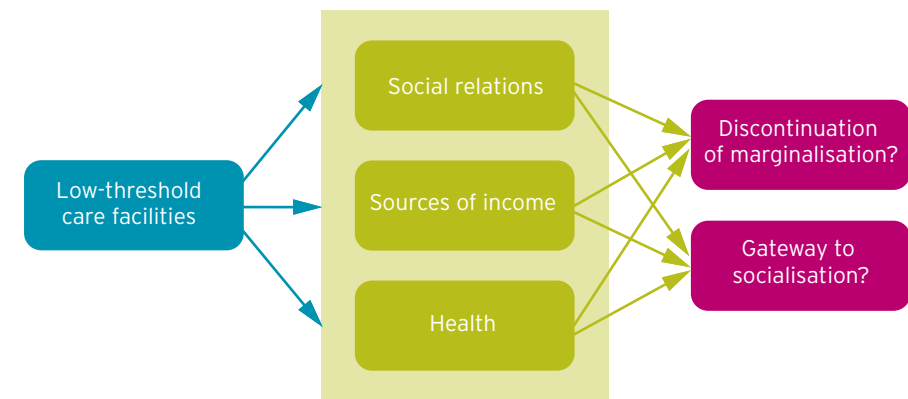 Low-threshold
care facilities
Social relations
Sources of income
Health
Discontinuation
of marginalisation?
Gateway to
socialisation?